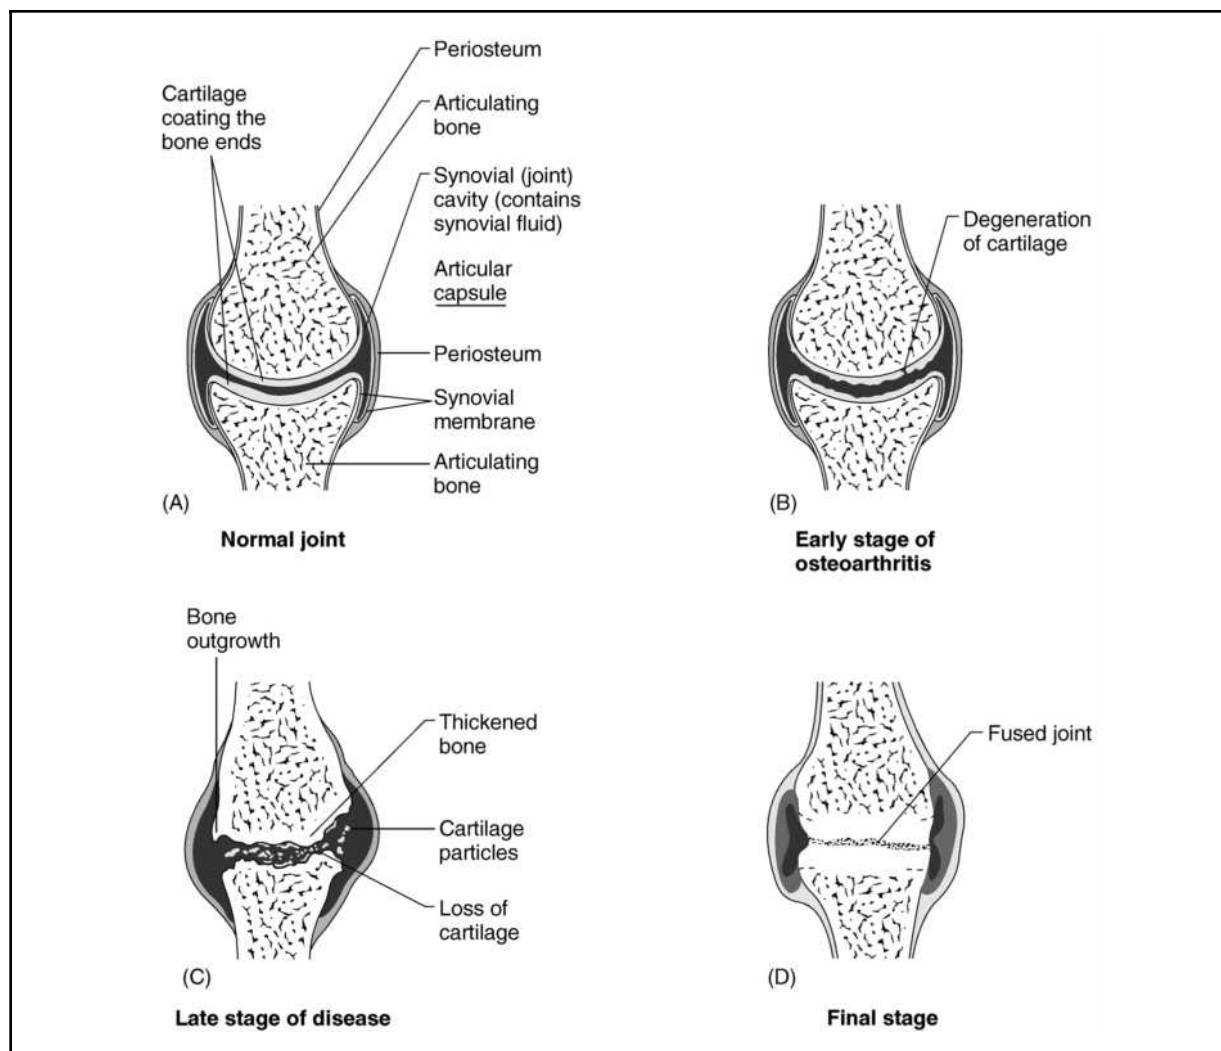 Periosteum
Cartilage
coating the
bone ends
Articulating
bone
Synovial (joint)
cavity (contains
synovial fluid)
Articular
capsule
Periosteum
Synovial
membrane
Articulating
bone
(A)
Normal joint
Degeneration
of cartilage
(B)
Early stage of
osteoarthritis
Bone
outgrowth
Thickened
bone
Cartilage
particles
Loss of
cartilage
(C)
Late stage of disease
Fused joint
(D)
Final stage